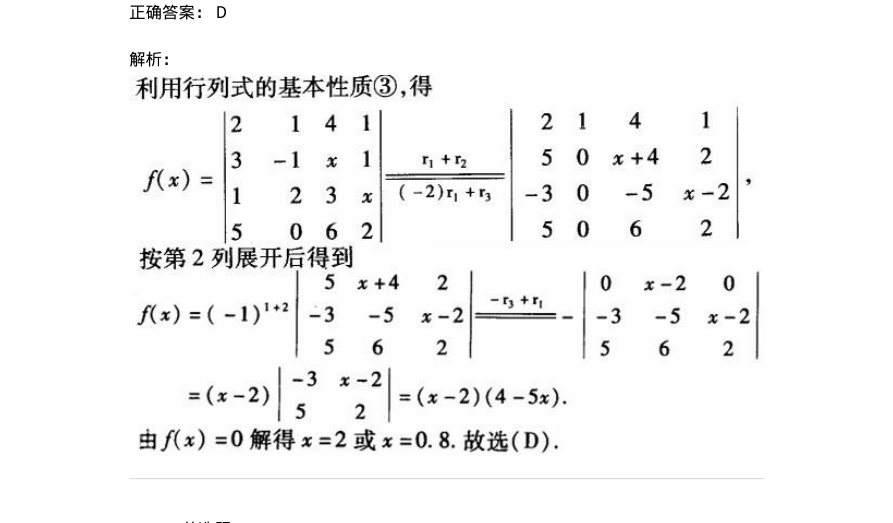 正确答案： D
解析：
利用行列式的基本性质③,得
f(x) = |2 1 4 1; 3 -1 x 1; 1 2 3 x; 5 0 6 2| r₁ + r₂ (-2)r₁ + r₃ |2 1 4 1; 5 0 x+4 2; -3 0 -5 x-2; 5 0 6 2|,
按第 2 列展开后得到
f(x) = (-1)¹⁺² |5 x+4 2; -3 -5 x-2; 5 6 2| -r₃ + r₁ - |0 x-2 0; -3 -5 x-2; 5 6 2|
= (x-2) |-3 x-2; 5 2| = (x-2)(4-5x).
由 f(x) = 0 解得 x = 2 或 x = 0.8. 故选(D).